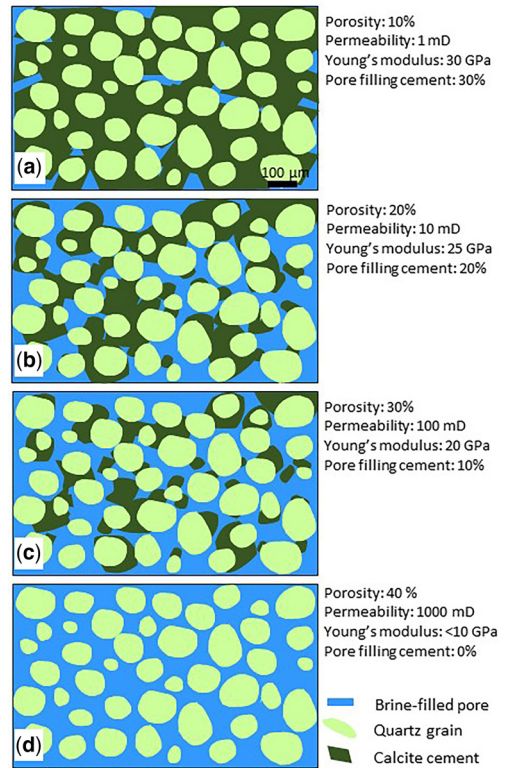 Porosity: 10%
Permeability: 1 mD
Young's modulus: 30 GPa
Pore filling cement: 30%
(a)
100 µm
Porosity: 20%
Permeability: 10 mD
Young's modulus: 25 GPa
Pore filling cement: 20%
(b)
Porosity: 30%
Permeability: 100 mD
Young's modulus: 20 GPa
Pore filling cement: 10%
(c)
Porosity: 40 %
Permeability: 1000 mD
Young's modulus: <10 GPa
Pore filling cement: 0%
Brine-filled pore
Quartz grain
Calcite cement
(d)